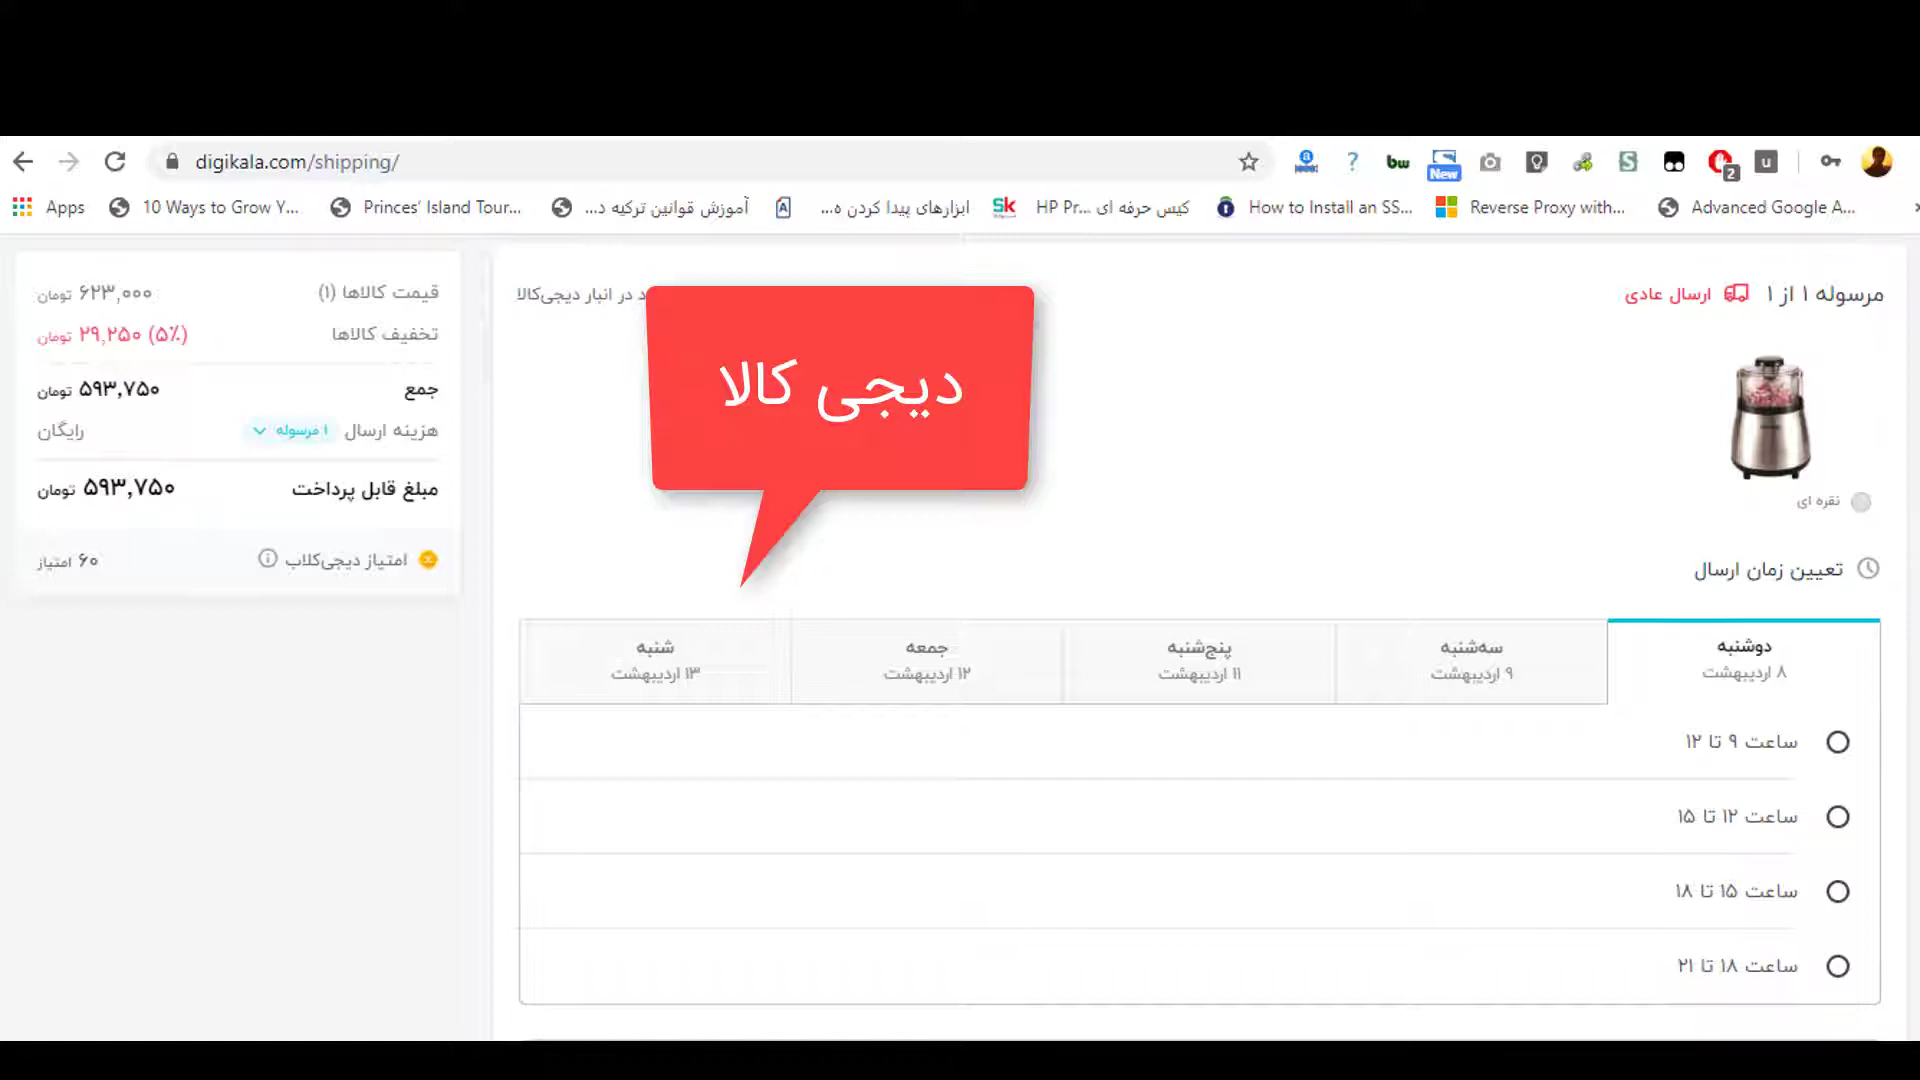 digikala.com/shipping/
New
2
Apps
10 Ways to Grow Y...
Princes' Island Tour...
آموزش قوانین ترکیه د...
ابزارهای پیدا کردن ه...
HP Pr... کیس حرفه ای
How to Install an SS...
Reverse Proxy with...
Advanced Google A...
مرسوله ۱ از ۱
ارسال عادی
د در انبار دیجی‌کالا
دیجی کالا
نقره ای
تعیین زمان ارسال
دوشنبه
۸ اردیبهشت
سه‌شنبه
۹ اردیبهشت
پنج‌شنبه
۱۱ اردیبهشت
جمعه
۱۲ اردیبهشت
شنبه
۱۳ اردیبهشت
ساعت ۹ تا ۱۲
ساعت ۱۲ تا ۱۵
ساعت ۱۵ تا ۱۸
ساعت ۱۸ تا ۲۱
قیمت کالاها (۱) ۶۲۳,۰۰۰ تومان
تخفیف کالاها (۵٪) ۲۹,۲۵۰ تومان
جمع ۵۹۳,۷۵۰ تومان
هزینه ارسال ۱ مرسوله رایگان
مبلغ قابل پرداخت ۵۹۳,۷۵۰ تومان
امتیاز دیجی‌کلاب ۶۰ امتیاز